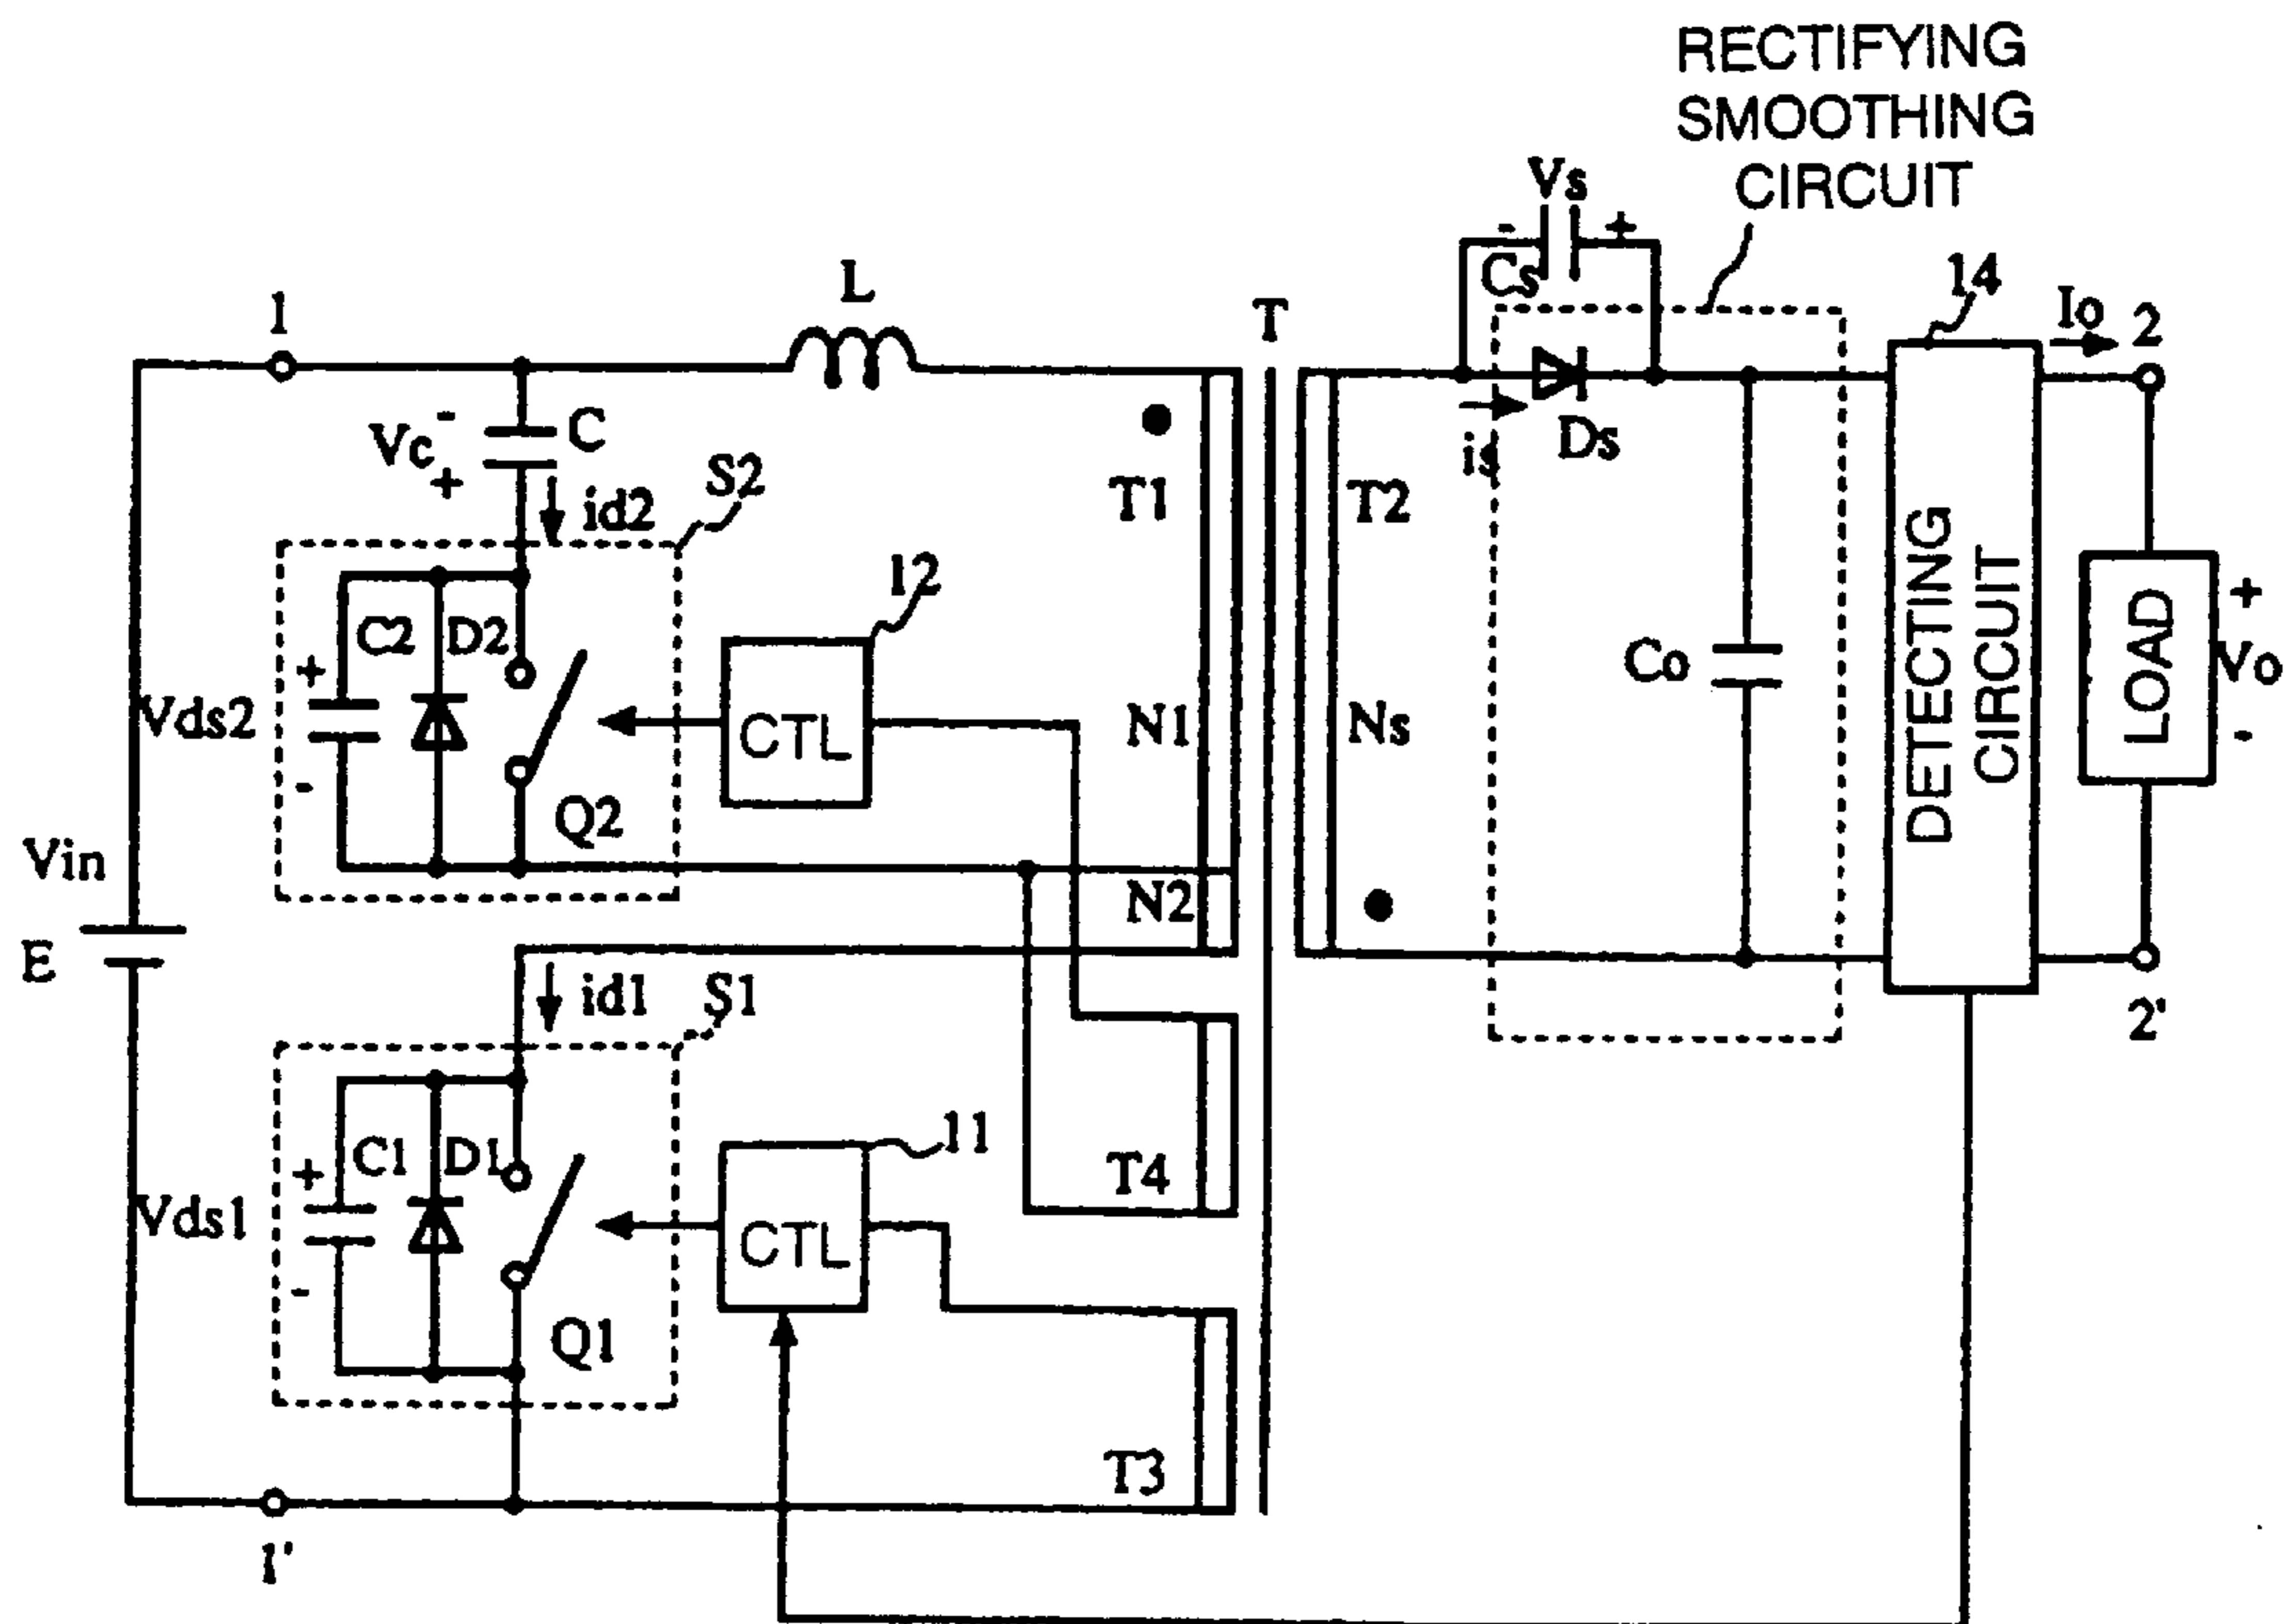 RECTIFYING
SMOOTHING
CIRCUIT
Vs
-
+
Cs
14
Io
2
1
L
T
is
Ds
Vc
-
+
C
id2
S2
T1
T2
12
C2
D2
+
Vds2
-
CTL
Q2
N1
Ns
Co
DETECTING
CIRCUIT
LOAD
+
Vo
-
Vin
E
N2
id1
S1
2'
11
C1
D1
+
Vds1
-
CTL
Q1
T4
T3
1'